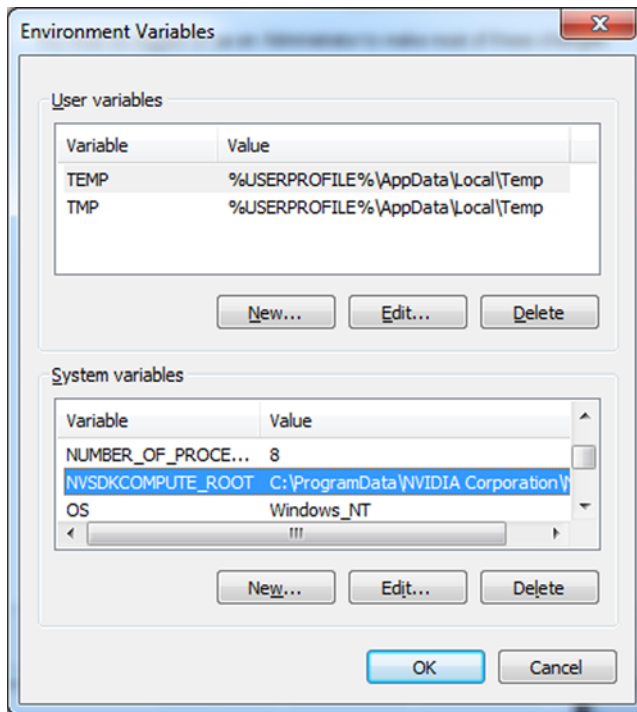 Environment Variables
User variables
Variable Value
TEMP %USERPROFILE%\AppData\Local\Temp
TMP %USERPROFILE%\AppData\Local\Temp
New... Edit... Delete
System variables
Variable Value
NUMBER_OF_PROCE... 8
NVSDKCOMPUTE_ROOT C:\ProgramData\NVIDIA Corporation\
OS Windows_NT
New... Edit... Delete
OK Cancel